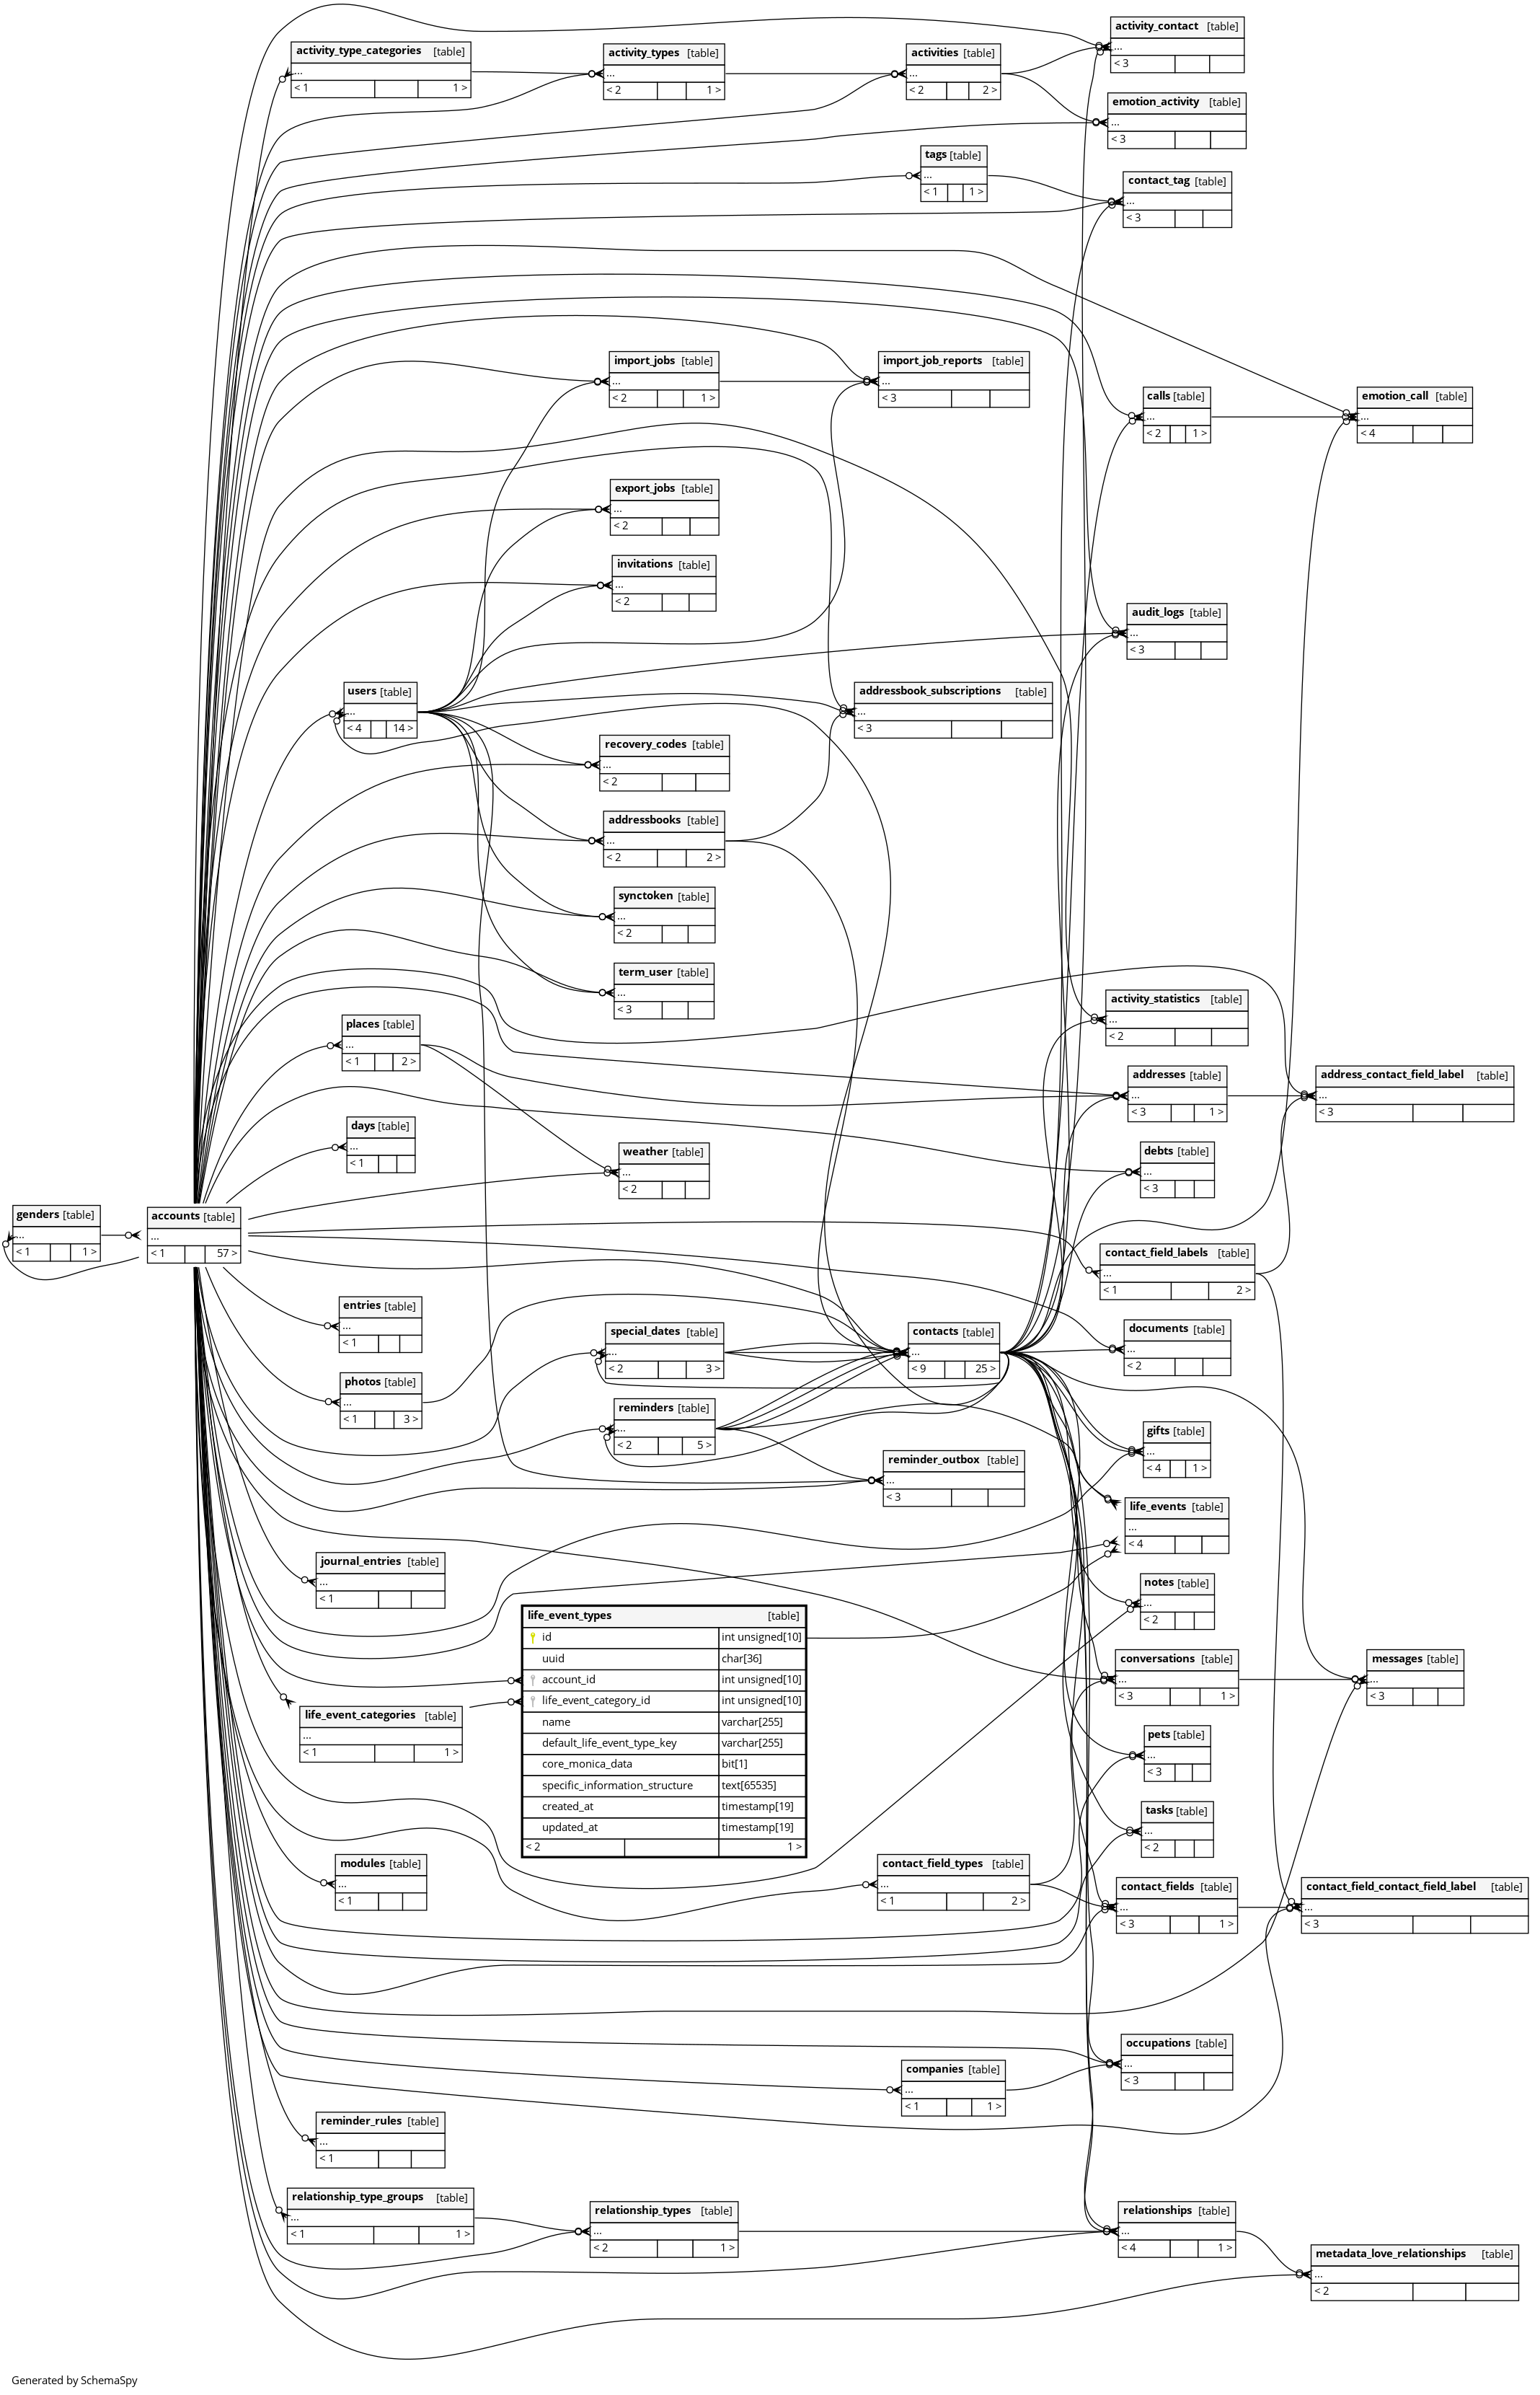 activity_contact [table]
...
< 3
activity_type_categories [table]
...
< 1 1 >
activity_types [table]
...
< 2 1 >
activities [table]
...
< 2 2 >
emotion_activity [table]
...
< 3
tags [table]
...
< 1 1 >
contact_tag [table]
...
< 3
import_jobs [table]
...
< 2 1 >
import_job_reports [table]
...
< 3
calls [table]
...
< 2 1 >
emotion_call [table]
...
< 4
export_jobs [table]
...
< 2
invitations [table]
...
< 2
audit_logs [table]
...
< 3
users [table]
...
< 4 14 >
addressbook_subscriptions [table]
...
< 3
recovery_codes [table]
...
< 2
addressbooks [table]
...
< 2 2 >
synctoken [table]
...
< 2
term_user [table]
...
< 3
activity_statistics [table]
...
< 2
places [table]
...
< 1 2 >
addresses [table]
...
< 3 1 >
address_contact_field_label [table]
...
< 3
days [table]
...
< 1
weather [table]
...
< 2
debts [table]
...
< 3
genders [table]
...
< 1 1 >
accounts [table]
...
< 1 57 >
contact_field_labels [table]
...
< 1 2 >
entries [table]
...
< 1
special_dates [table]
...
< 2 3 >
contacts [table]
...
< 9 25 >
documents [table]
...
< 2
photos [table]
...
< 1 3 >
reminders [table]
...
< 2 5 >
gifts [table]
...
< 4 1 >
reminder_outbox [table]
...
< 3
life_events [table]
...
< 4
journal_entries [table]
...
< 1
notes [table]
...
< 2
life_event_types [table]
id int unsigned[10]
uuid char[36]
account_id int unsigned[10]
life_event_category_id int unsigned[10]
name varchar[255]
default_life_event_type_key varchar[255]
core_monica_data bit[1]
specific_information_structure text[65535]
created_at timestamp[19]
updated_at timestamp[19]
< 2 1 >
conversations [table]
...
< 3 1 >
messages [table]
...
< 3
life_event_categories [table]
...
< 1 1 >
pets [table]
...
< 3
tasks [table]
...
< 2
modules [table]
...
< 1
contact_field_types [table]
...
< 1 2 >
contact_fields [table]
...
< 3 1 >
contact_field_contact_field_label [table]
...
< 3
occupations [table]
...
< 3
companies [table]
...
< 1 1 >
reminder_rules [table]
...
< 1
relationship_type_groups [table]
...
< 1 1 >
relationship_types [table]
...
< 2 1 >
relationships [table]
...
< 4 1 >
metadata_love_relationships [table]
...
< 2
Generated by SchemaSpy